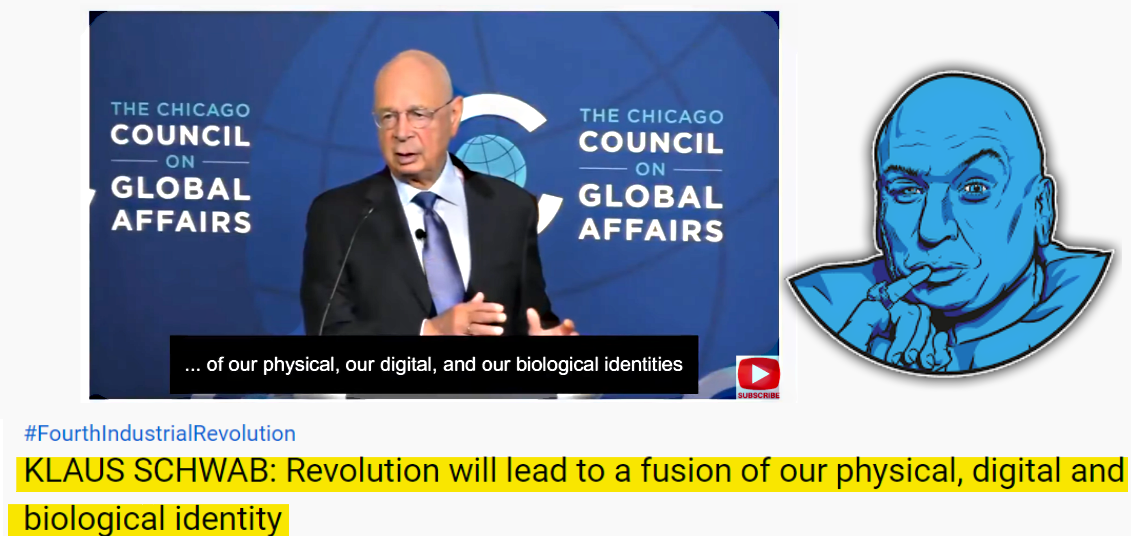 THE CHICAGO
COUNCIL
ON
GLOBAL
AFFAIRS
THE CHICAGO
COUNCIL
ON
GLOBAL
AFFAIRS
... of our physical, our digital, and our biological identities
SUBSCRIBE
#FourthIndustrialRevolution
KLAUS SCHWAB: Revolution will lead to a fusion of our physical, digital and
biological identity